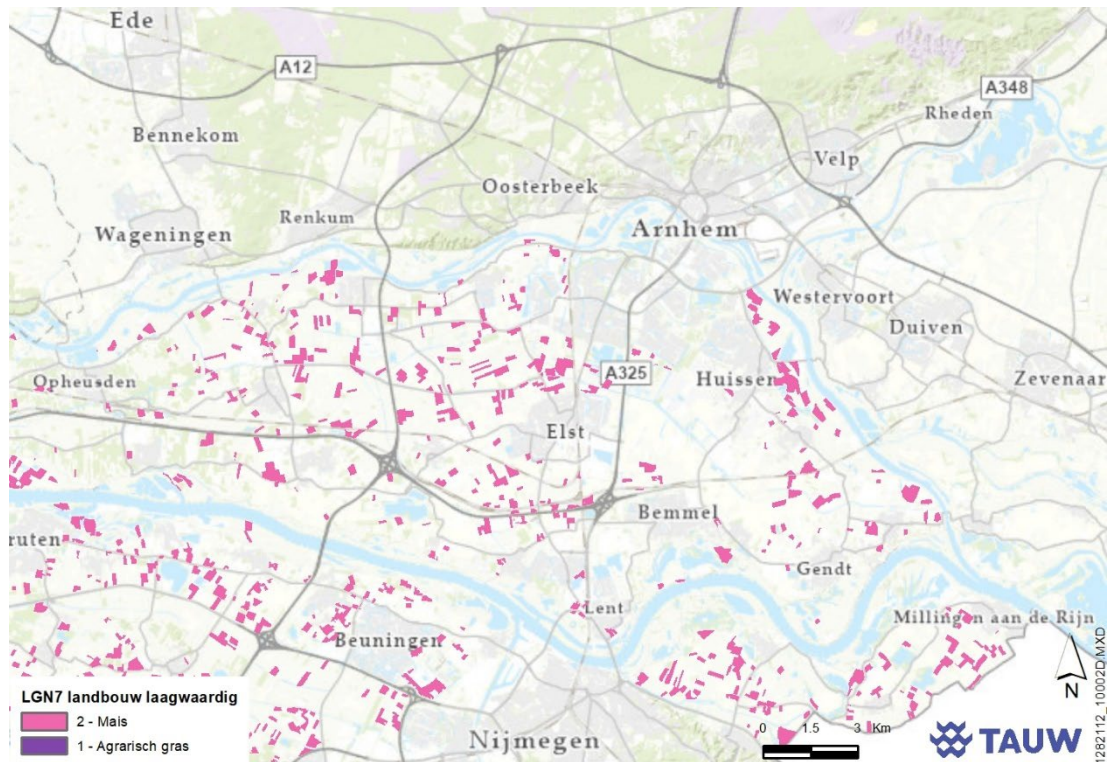 Ede
A12
A348
Rheden
Bennekom
Velp
Oosterbeek
Renkum
Wageningen
Arnhem
Westervoort
Duiven
Opheusden
A325
Huissen
Zevenaar
Elst
Bemmel
ruten
Gendt
Lent
Beuningen
Millingen aan de Rijn
LGN7 landbouw laagwaardig
2 - Mais
1 - Agrarisch gras
N
0 1.5 3 Km
Nijmegen
TAUW
1282112_10002D.MXD